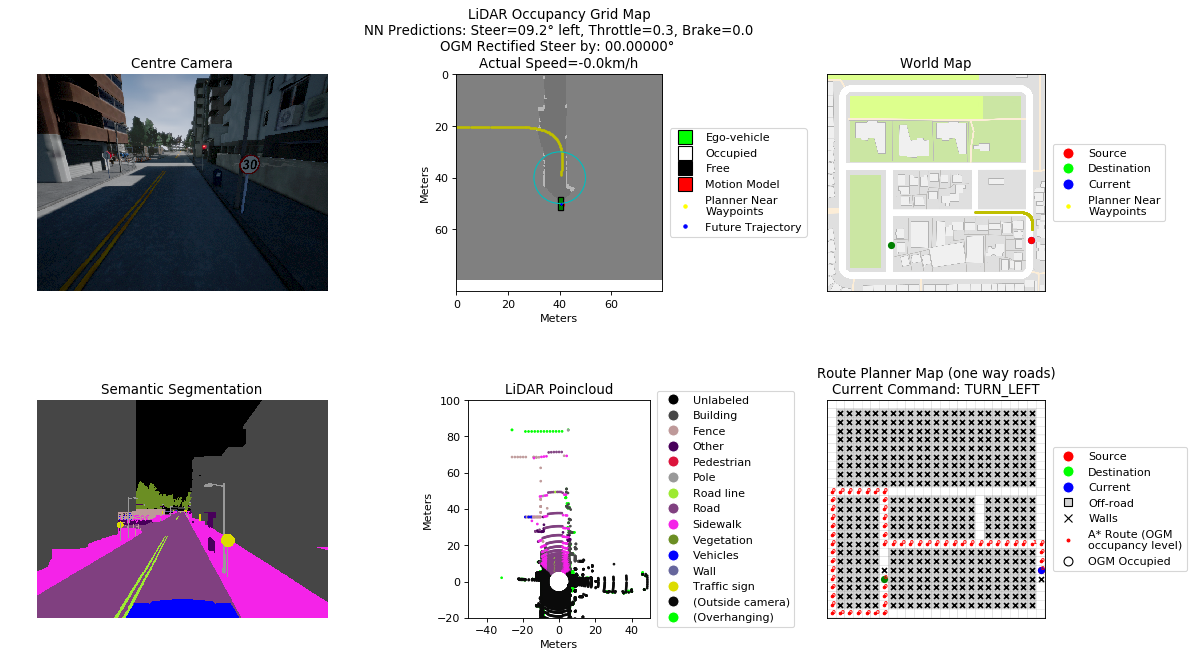 LiDAR Occupancy Grid Map
NN Predictions: Steer=09.2° left, Throttle=0.3, Brake=0.0
OGM Rectified Steer by: 00.00000°
Actual Speed=-0.0km/h
Centre Camera
30
0
20
40
60
Meters
0
20
40
60
Meters
Ego-vehicle
Occupied
Free
Motion Model
Planner Near
Waypoints
Future Trajectory
World Map
Source
Destination
Current
Planner Near
Waypoints
Semantic Segmentation
LiDAR Poincloud
100
80
60
40
20
0
−20
Meters
−40
−20
0
20
40
Meters
Unlabeled
Building
Fence
Other
Pedestrian
Pole
Road line
Road
Sidewalk
Vegetation
Vehicles
Wall
Traffic sign
(Outside camera)
(Overhanging)
Route Planner Map (one way roads)
Current Command: TURN_LEFT
Source
Destination
Current
Off-road
Walls
A* Route (OGM
occupancy level)
OGM Occupied